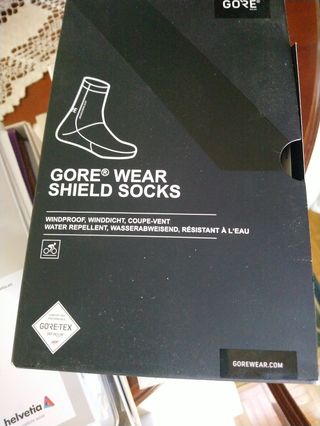 GORE®
GORE® WEAR
SHIELD SOCKS
WINDPROOF, WINDDICHT, COUPE-VENT
WATER REPELLENT, WASSERABWEISEND, RÉSISTANT À L'EAU
GORE-TEX
GOREWEAR.COM
helvetia